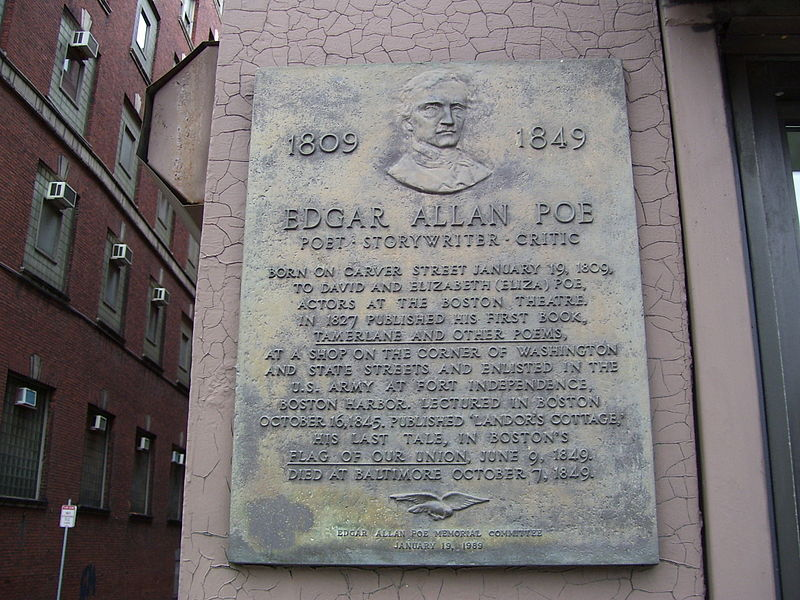 1809 1849
EDGAR ALLAN POE
POET · STORYWRITER · CRITIC
BORN ON CARVER STREET JANUARY 19, 1809,
TO DAVID AND ELIZABETH (ELIZA) POE,
ACTORS AT THE BOSTON THEATRE.
IN 1827 PUBLISHED HIS FIRST BOOK,
TAMERLANE AND OTHER POEMS,
AT A SHOP ON THE CORNER OF WASHINGTON
AND STATE STREETS AND ENLISTED IN THE
U.S. ARMY AT FORT INDEPENDENCE,
BOSTON HARBOR. LECTURED IN BOSTON
OCTOBER 16, 1845. PUBLISHED "LANDOR'S COTTAGE,"
HIS LAST TALE, IN BOSTON'S
FLAG OF OUR UNION, JUNE 9, 1849.
DIED AT BALTIMORE OCTOBER 7, 1849.
EDGAR ALLAN POE MEMORIAL COMMITTEE
JANUARY 19, 1989